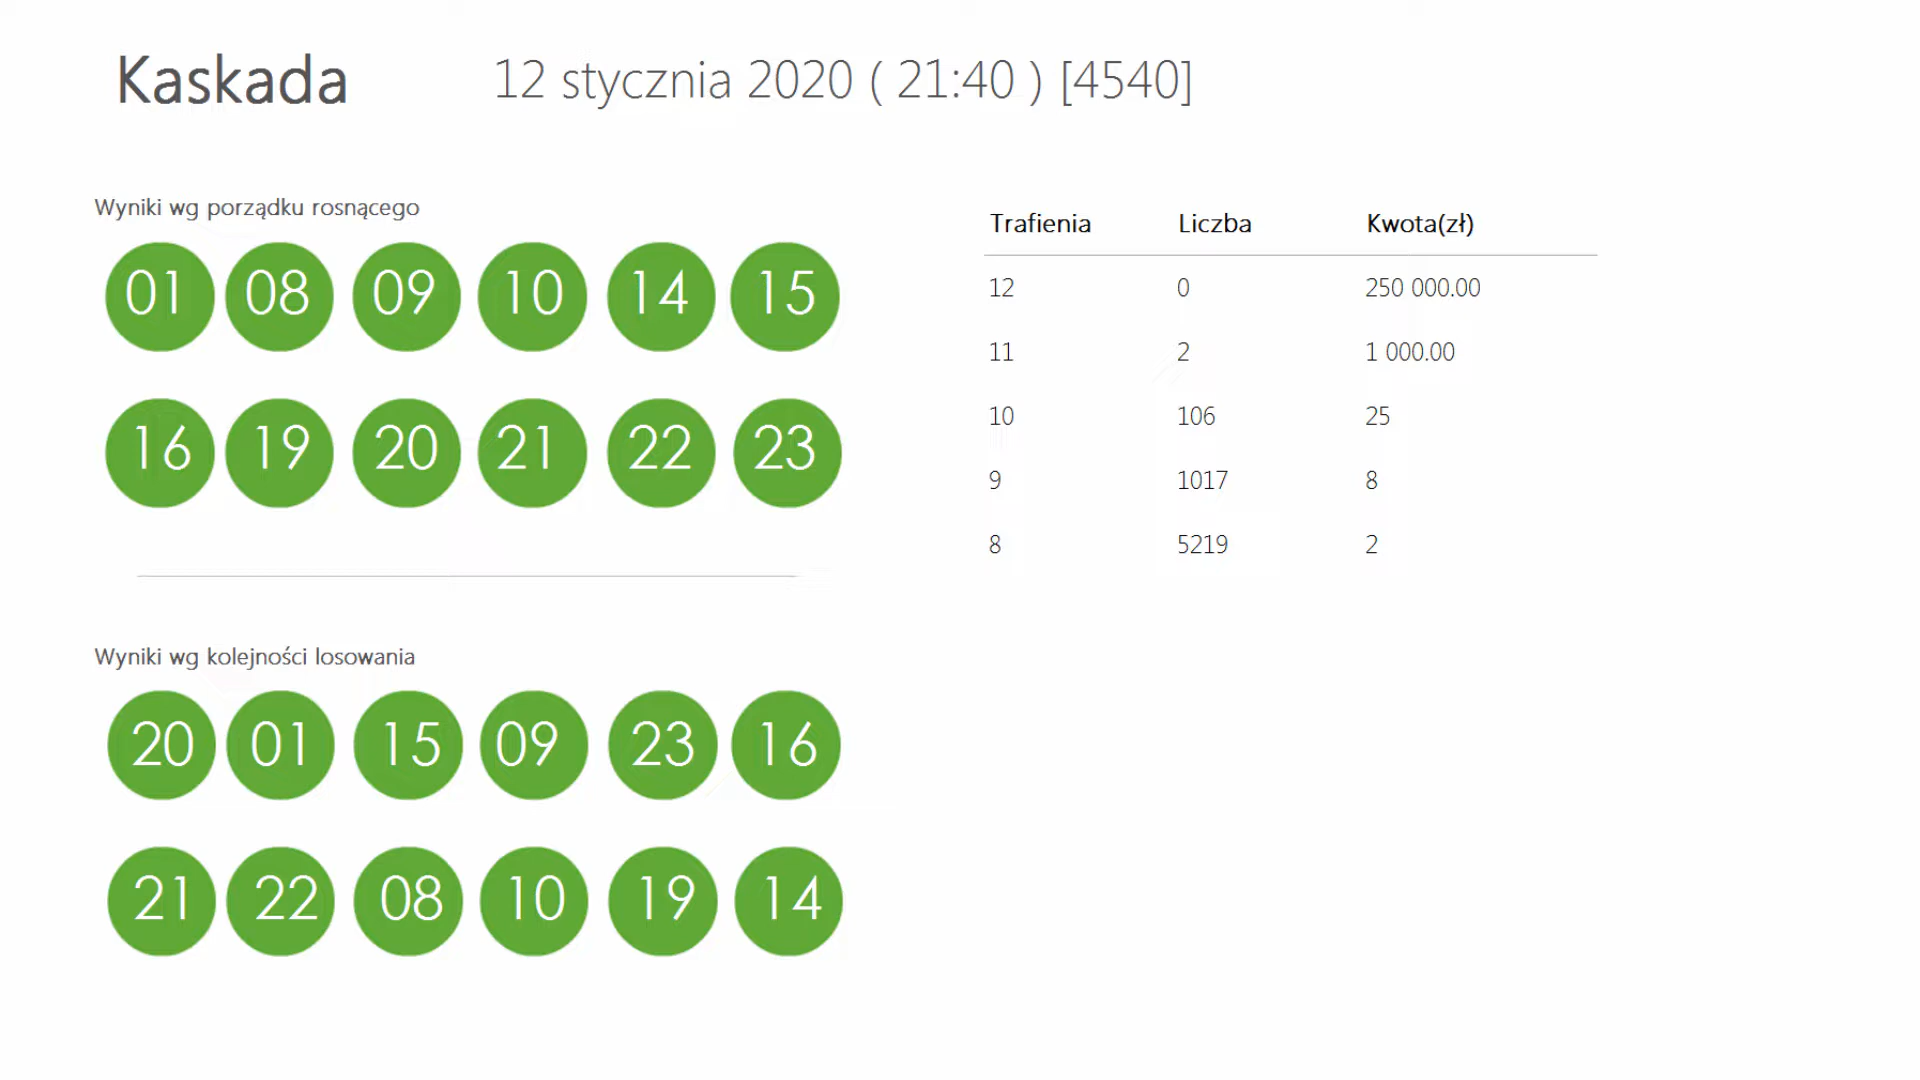 Kaskada 12 stycznia 2020 ( 21:40 ) [4540]
Wyniki wg porządku rosnącego
01 08 09 10 14 15
16 19 20 21 22 23
Wyniki wg kolejności losowania
20 01 15 09 23 16
21 22 08 10 19 14
Trafienia Liczba Kwota(zł)
12 0 250 000.00
11 2 1 000.00
10 106 25
9 1017 8
8 5219 2